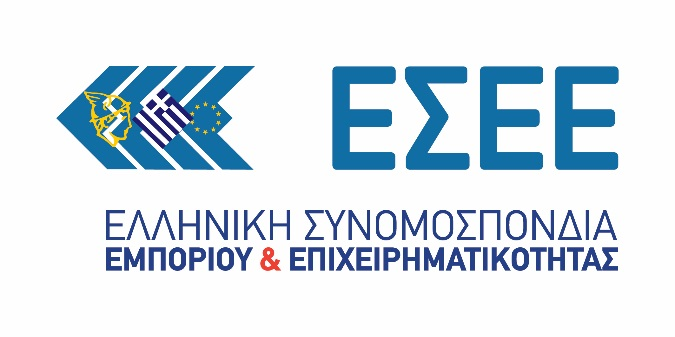 ΕΣΕΕ
ΕΛΛΗΝΙΚΗ ΣΥΝΟΜΟΣΠΟΝΔΙΑ
ΕΜΠΟΡΙΟΥ & ΕΠΙΧΕΙΡΗΜΑΤΙΚΟΤΗΤΑΣ